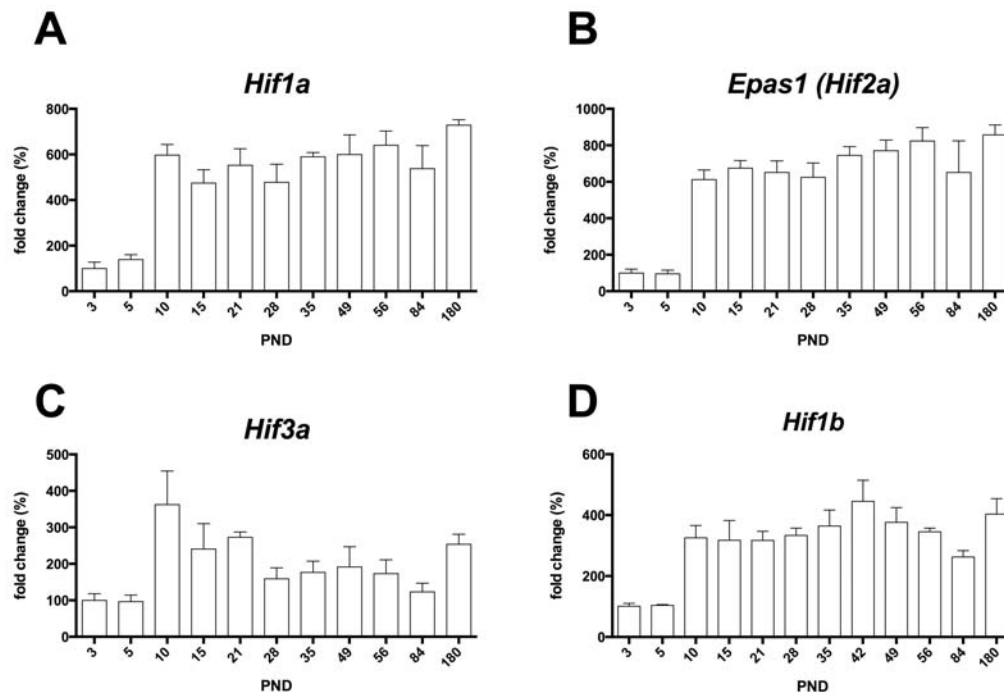 A
Hif1a
fold change (%)
800
600
400
200
0
3 5 10 15 21 28 35 49 56 84 180
PND
B
Epas1 (Hif2a)
fold change (%)
1000
800
600
400
200
0
3 5 10 15 21 28 35 49 56 84 180
PND
C
Hif3a
fold change (%)
500
400
300
200
100
0
3 5 10 15 21 28 35 49 56 84 180
PND
D
Hif1b
fold change (%)
600
400
200
0
3 5 10 15 21 28 35 42 49 56 84 180
PND